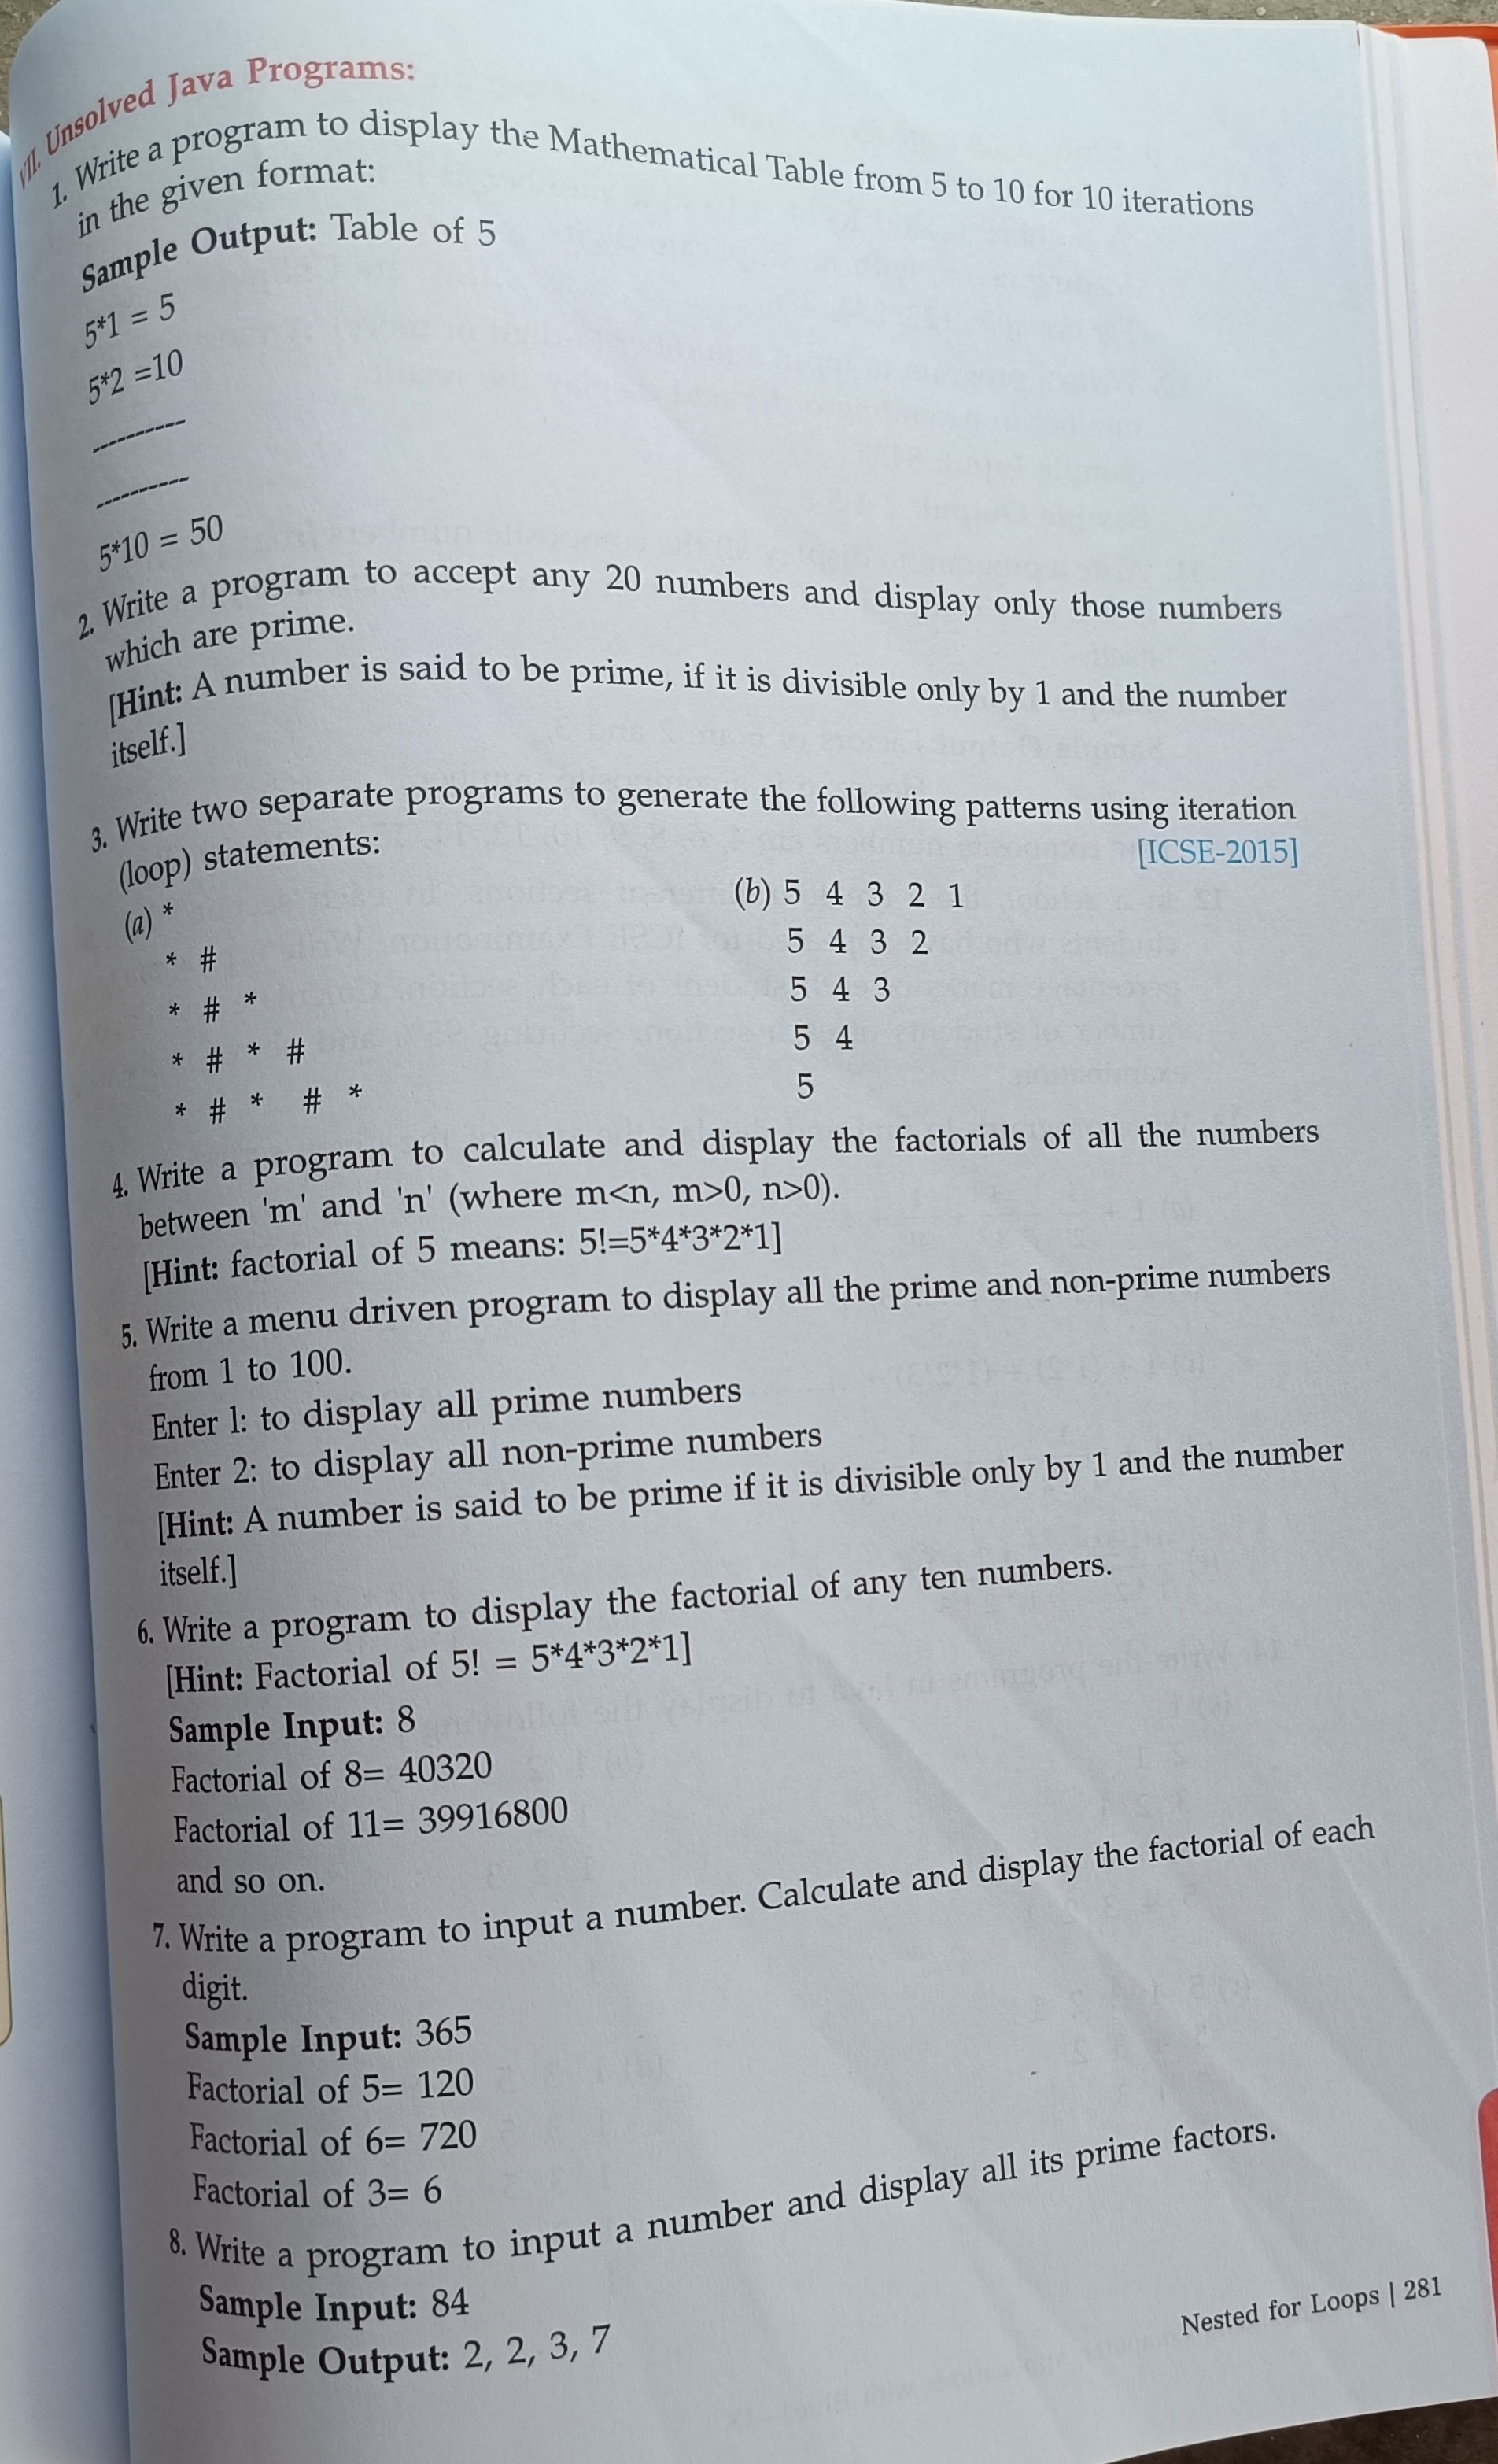 VII. Unsolved Java Programs:
1. Write a program to display the Mathematical Table from 5 to 10 for 10 iterations
in the given format:
Sample Output: Table of 5
5*1 = 5
5*2 =10
----------
----------
5*10 = 50
2. Write a program to accept any 20 numbers and display only those numbers
which are prime.
[Hint: A number is said to be prime, if it is divisible only by 1 and the number
itself.]
3. Write two separate programs to generate the following patterns using iteration
(loop) statements:
[ICSE-2015]
(a) *
* #
* # *
* # * #
* # * # *
(b) 5 4 3 2 1
5 4 3 2
5 4 3
5 4
5
4. Write a program to calculate and display the factorials of all the numbers
between 'm' and 'n' (where m<n, m>0, n>0).
[Hint: factorial of 5 means: 5!=5*4*3*2*1]
5. Write a menu driven program to display all the prime and non-prime numbers
from 1 to 100.
Enter 1: to display all prime numbers
Enter 2: to display all non-prime numbers
[Hint: A number is said to be prime if it is divisible only by 1 and the number
itself.]
6. Write a program to display the factorial of any ten numbers.
[Hint: Factorial of 5! = 5*4*3*2*1]
Sample Input: 8
Factorial of 8= 40320
Factorial of 11= 39916800
and so on.
7. Write a program to input a number. Calculate and display the factorial of each
digit.
Sample Input: 365
Factorial of 5= 120
Factorial of 6= 720
Factorial of 3= 6
8. Write a program to input a number and display all its prime factors.
Sample Input: 84
Sample Output: 2, 2, 3, 7
Nested for Loops | 281